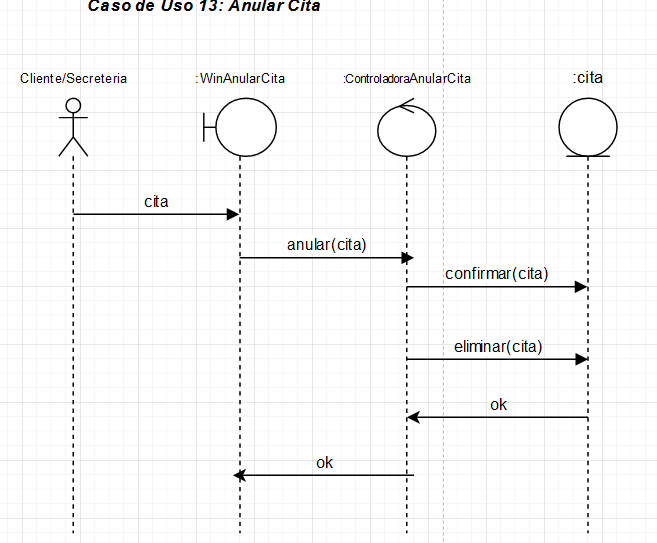 Caso de Uso 13: Anular Cita
Cliente/Secreteria
:WinAnularCita
:ControladoraAnularCita
:cita
cita
anular(cita)
confirmar(cita)
eliminar(cita)
ok
ok